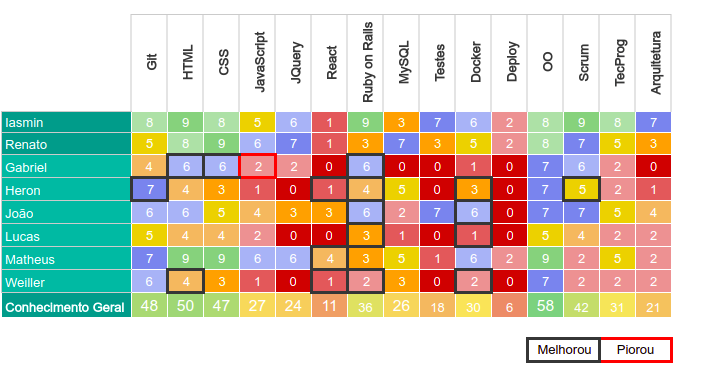 Git HTML CSS JavaScript JQuery React Ruby on Rails MySQL Testes Docker Deploy OO Scrum TecProg Arquitetura
Iasmin 8 9 8 5 6 1 9 3 7 6 2 8 9 8 7
Renato 5 8 9 6 7 1 3 7 3 5 2 8 7 5 3
Gabriel 4 6 6 2 2 0 6 0 0 1 0 7 6 2 0
Heron 7 4 3 1 0 1 4 5 0 3 0 7 5 2 1
João 6 6 5 4 3 3 6 2 7 6 0 7 7 5 4
Lucas 5 4 4 2 0 0 3 1 0 1 0 5 4 2 2
Matheus 7 9 9 6 6 4 3 5 1 6 2 9 2 5 2
Weiller 6 4 3 1 0 1 2 3 0 2 0 7 2 2 2
Conhecimento Geral 48 50 47 27 24 11 36 26 18 30 6 58 42 31 21
Melhorou Piorou